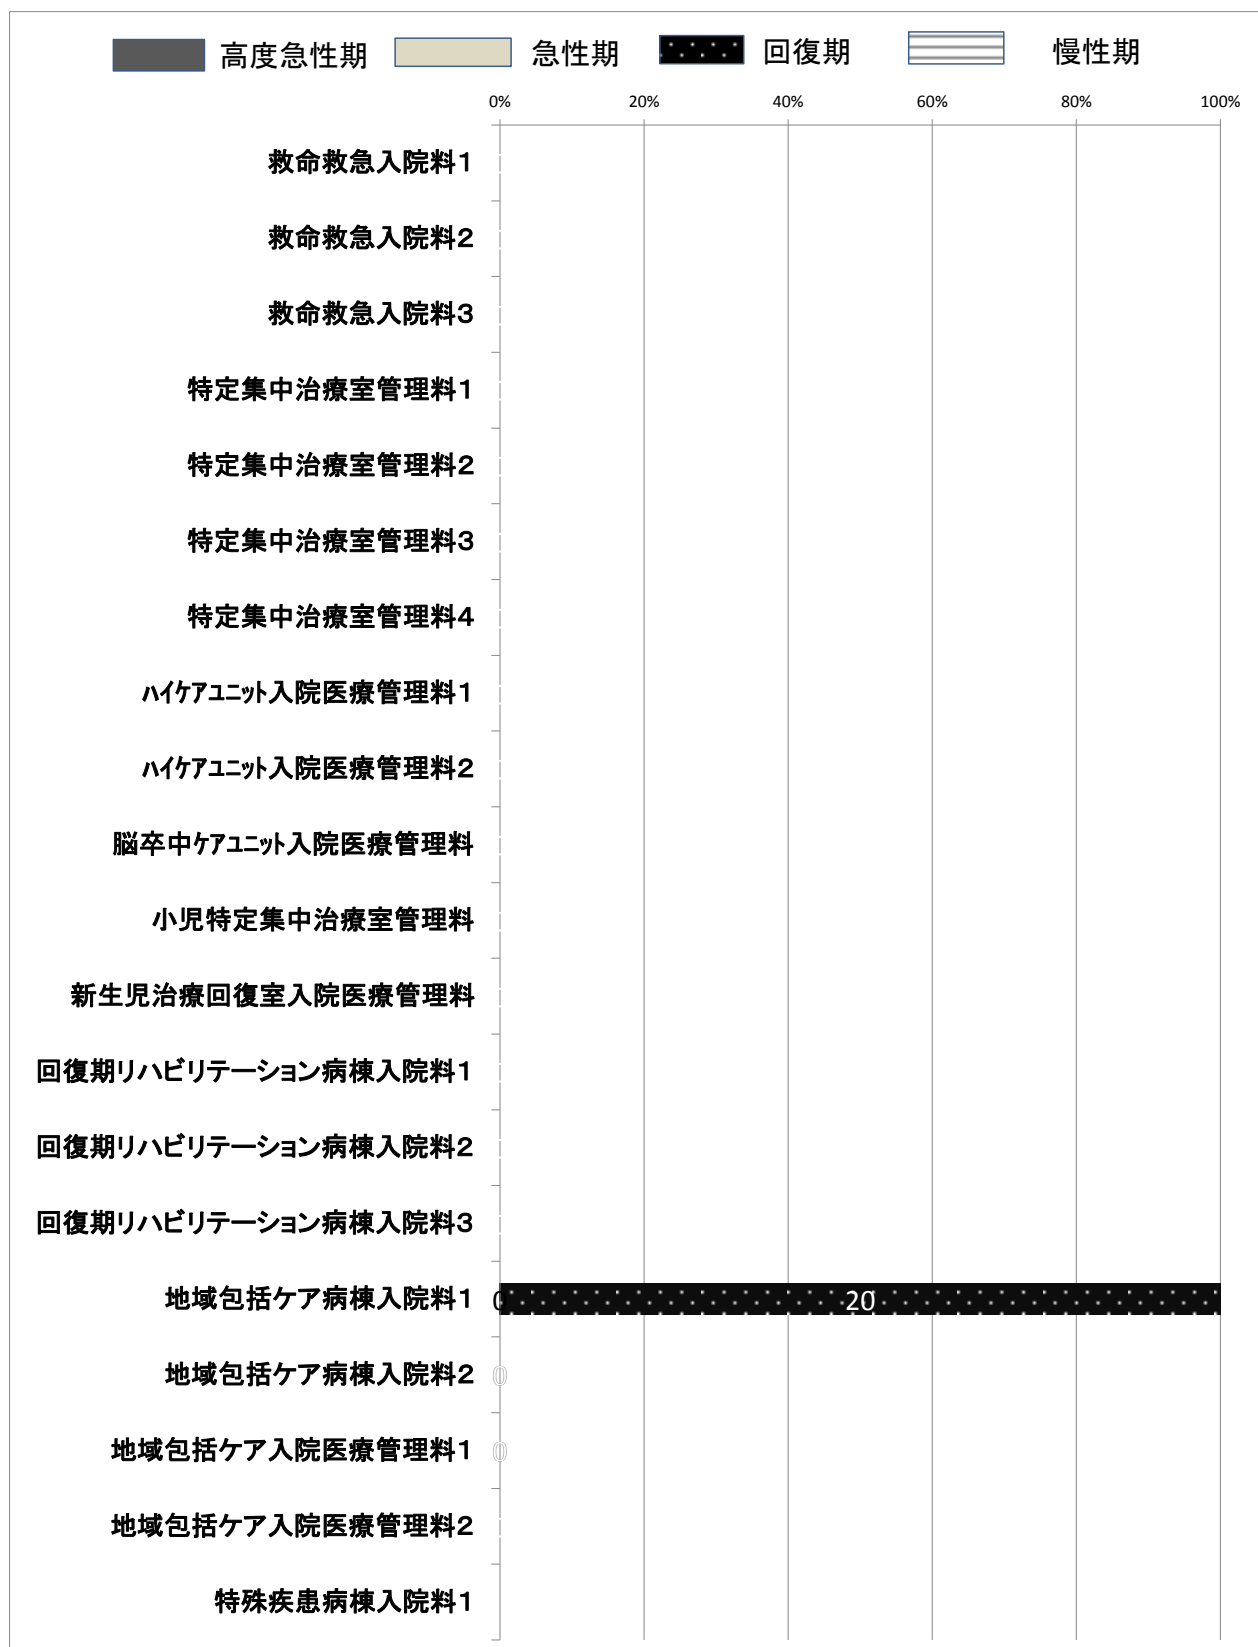 高度急性期 急性期 回復期 慢性期
0% 20% 40% 60% 80% 100%
救命救急入院料1
救命救急入院料2
救命救急入院料3
特定集中治療室管理料1
特定集中治療室管理料2
特定集中治療室管理料3
特定集中治療室管理料4
ﾊｲｹｱﾕﾆｯﾄ入院医療管理料1
ﾊｲｹｱﾕﾆｯﾄ入院医療管理料2
脳卒中ｹｱﾕﾆｯﾄ入院医療管理料
小児特定集中治療室管理料
新生児治療回復室入院医療管理料
回復期リハビリテーション病棟入院料1
回復期リハビリテーション病棟入院料2
回復期リハビリテーション病棟入院料3
地域包括ケア病棟入院料1 0 20
地域包括ケア病棟入院料2 0
地域包括ケア入院医療管理料1 0
地域包括ケア入院医療管理料2
特殊疾患病棟入院料1